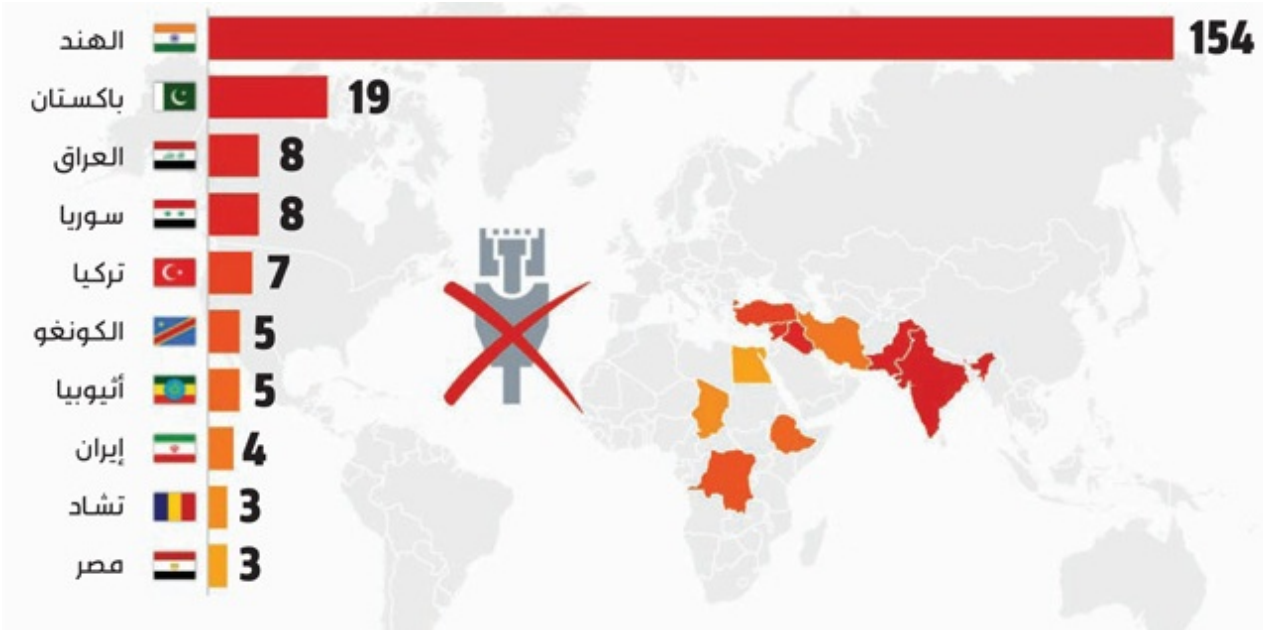 الهند 154
باكستان 19
العراق 8
سوريا 8
تركيا 7
الكونغو 5
أثيوبيا 5
إيران 4
تشاد 3
مصر 3